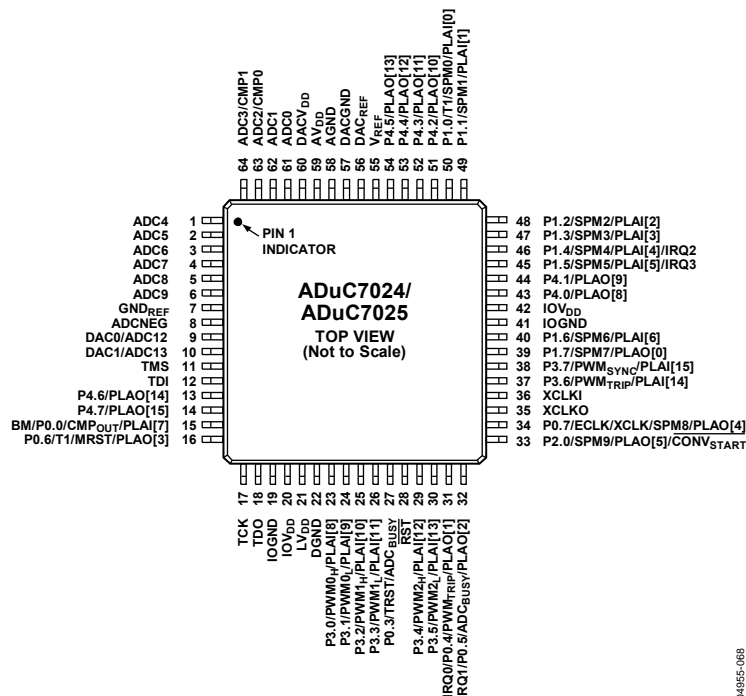 64 ADC3/CMP1
63 ADC2/CMP0
62 ADC1
61 ADC0
60 DACVDD
59 AVDD
58 AGND
57 DACGND
56 DACREF
55 VREF
54 P4.5/PLAO[13]
53 P4.4/PLAO[12]
52 P4.3/PLAO[11]
51 P4.2/PLAO[10]
50 P1.0/T1/SPM0/PLAI[0]
49 P1.1/SPM1/PLAI[1]
ADC4 1
ADC5 2
ADC6 3
ADC7 4
ADC8 5
ADC9 6
GNDREF 7
ADCNEG 8
DAC0/ADC12 9
DAC1/ADC13 10
TMS 11
TDI 12
P4.6/PLAO[14] 13
P4.7/PLAO[15] 14
BM/P0.0/CMPOUT/PLAI[7] 15
P0.6/T1/MRST/PLAO[3] 16
PIN 1
INDICATOR
ADuC7024/
ADuC7025
TOP VIEW
(Not to Scale)
48 P1.2/SPM2/PLAI[2]
47 P1.3/SPM3/PLAI[3]
46 P1.4/SPM4/PLAI[4]/IRQ2
45 P1.5/SPM5/PLAI[5]/IRQ3
44 P4.1/PLAO[9]
43 P4.0/PLAO[8]
42 IOVDD
41 IOGND
40 P1.6/SPM6/PLAI[6]
39 P1.7/SPM7/PLAO[0]
38 P3.7/PWMSYNC/PLAI[15]
37 P3.6/PWMTRIP/PLAI[14]
36 XCLKI
35 XCLKO
34 P0.7/ECLK/XCLK/SPM8/PLAO[4]
33 P2.0/SPM9/PLAO[5]/CONVSTART
TCK 17
TDO 18
IOGND 19
IOVDD 20
LVDD 21
DGND 22
P3.0/PWM0H/PLAI[8] 23
P3.1/PWM0L/PLAI[9] 24
P3.2/PWM1H/PLAI[10] 25
P3.3/PWM1L/PLAI[11] 26
P0.3/TRST/ADCBUSY 27
RST 28
P3.4/PWM2H/PLAI[12] 29
P3.5/PWM2L/PLAI[13] 30
IRQ0/P0.4/PWMTRIP/PLAO[1] 31
RQ1/P0.5/ADCBUSY/PLAO[2] 32
04955-068